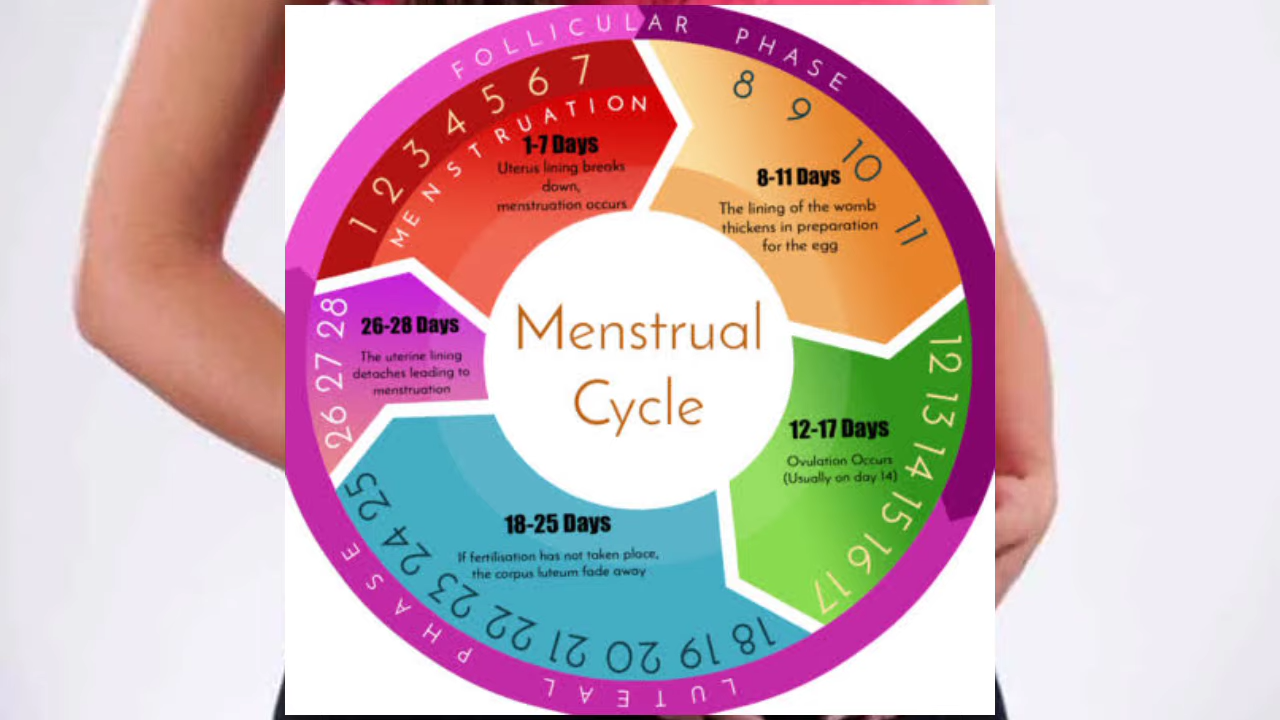 FOLLICULAR PHASE
1 2 3 4 5 6 7
MENSTRUATION
1-7 Days
Uterus lining breaks
down,
menstruation occurs
8 9 10 11
8-11 Days
The lining of the womb
thickens in preparation
for the egg
Menstrual
Cycle
12 13 14 15 16 17
12-17 Days
Ovulation Occurs
(Usually on day 14)
18 19 20 21 22 23 24 25
18-25 Days
If fertilisation has not taken place,
the corpus luteum fade away
26 27 28
26-28 Days
The uterine lining
detaches leading to
menstruation
LUTEAL PHASE